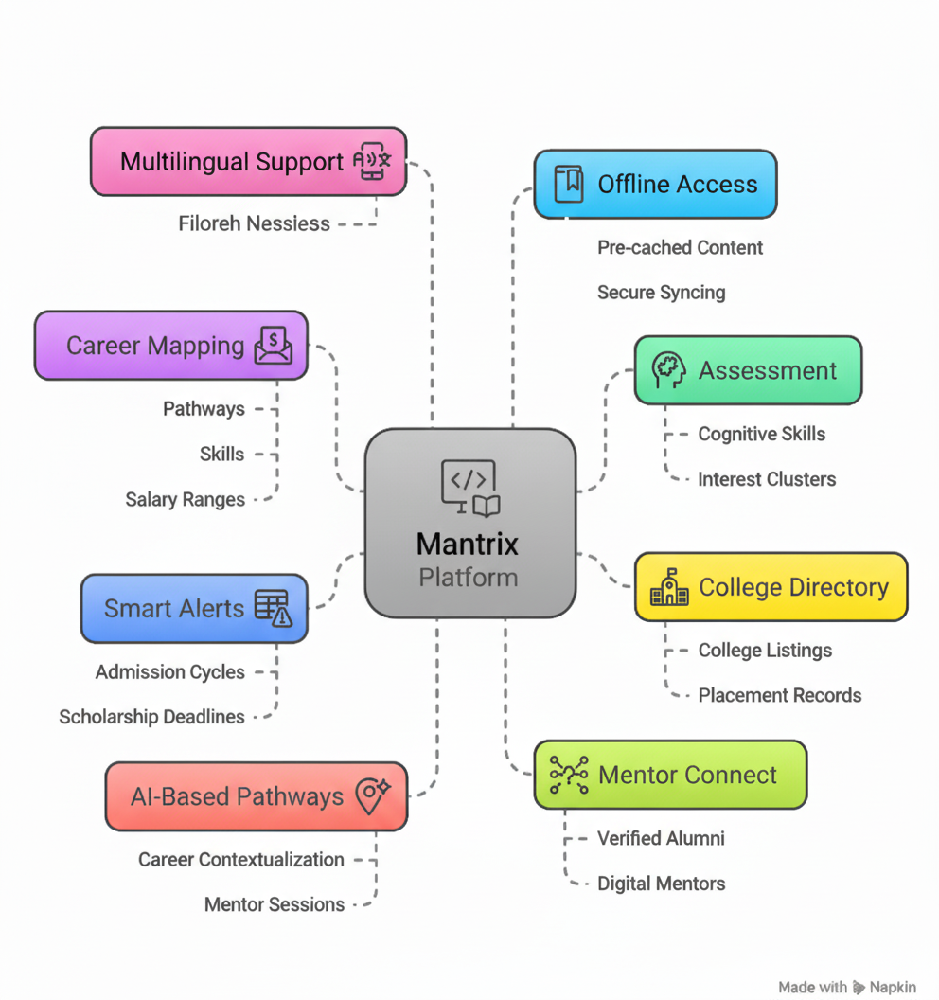 Multilingual Support
Filoreh Nessiess
Offline Access
Pre-cached Content
Secure Syncing
Career Mapping
Pathways
Skills
Salary Ranges
Assessment
Cognitive Skills
Interest Clusters
</>
Mantrix
Platform
Smart Alerts
Admission Cycles
Scholarship Deadlines
College Directory
College Listings
Placement Records
AI-Based Pathways
Career Contextualization
Mentor Sessions
Mentor Connect
Verified Alumni
Digital Mentors
Made with Napkin